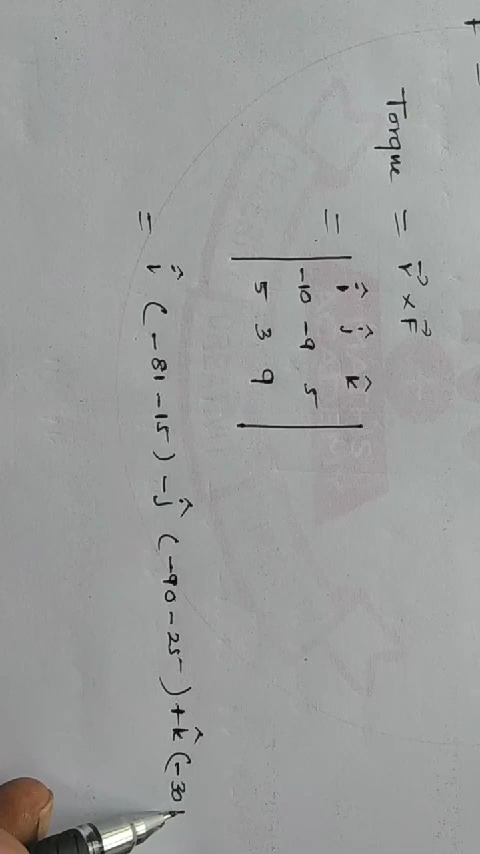 Torque = r⃗ × F⃗
= | î ĵ k̂ |
| -10 -9 5 |
| 5 3 9 |
= î (-81-15) - ĵ (-90-25) + k̂ (-30